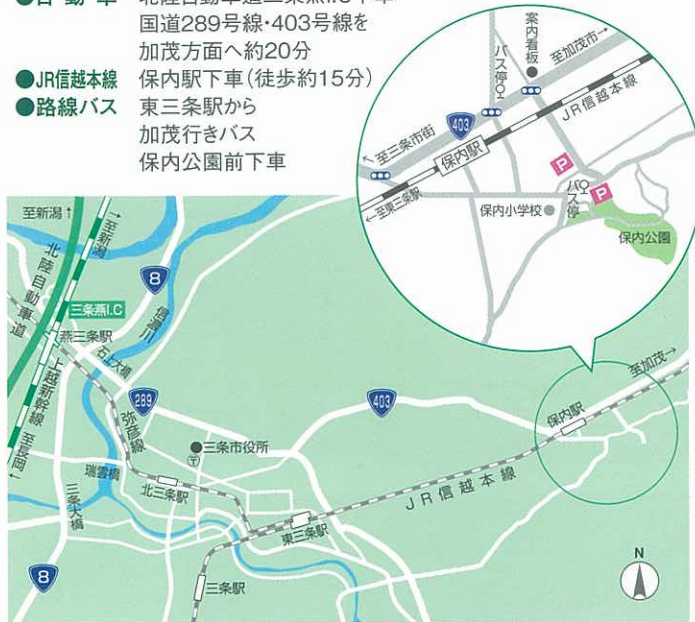 国道289号線・403号線を
加茂方面へ約20分
●JR信越本線 保内駅下車(徒歩約15分)
●路線バス 東三条駅から
加茂行きバス
保内公園前下車
案内看板
至加茂市→
バス停
JR信越本線
403
←至三条市街
保内駅
P
←至東三条駅
バス停
P
保内小学校
保内公園
至新潟↑
→至新潟
北陸自動車道
8
三条燕I.C
信濃川
燕三条駅
石上大橋
上越新幹線
至長岡→
289
弥彦線
403
至加茂→
保内駅
三条市役所
瑞雲橋
北三条駅
JR信越本線
三条大橋
東三条駅
8
三条駅
N